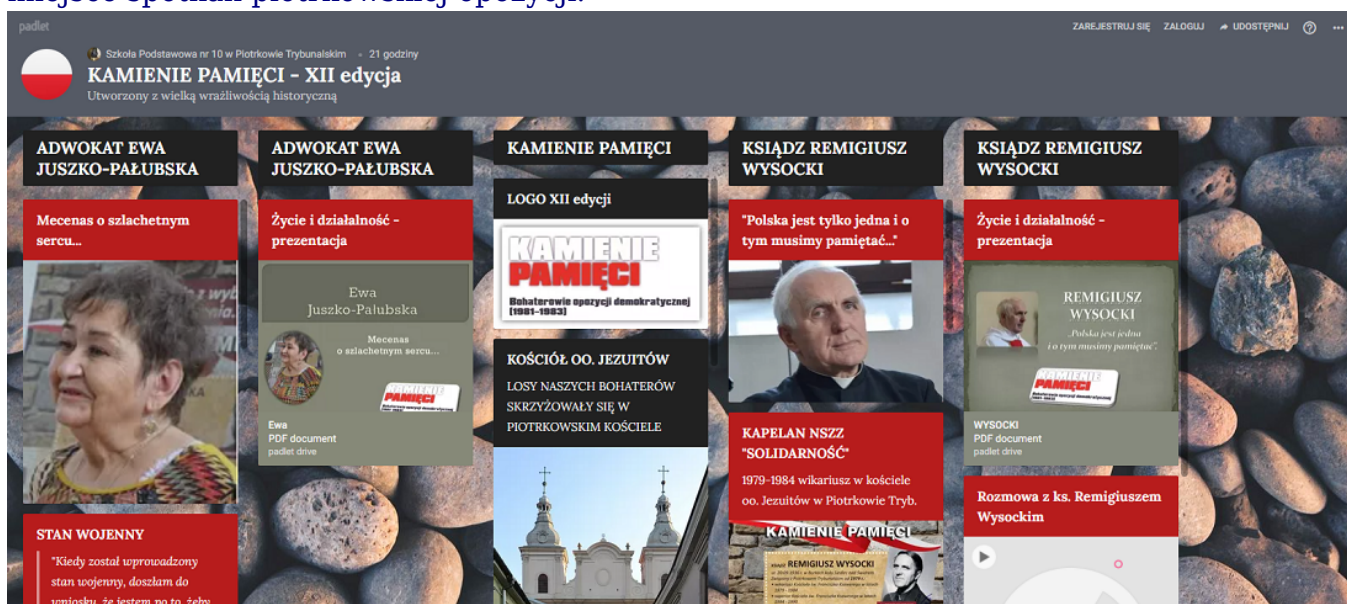 miejsce spotkań piotrkowskiej opozycji.
padlet
ZAREJESTRUJ SIĘ ZALOGUJ UDOSTĘPNIJ
Szkoła Podstawowa nr 10 w Piotrkowie Trybunalskim • 21 godziny
KAMIENIE PAMIĘCI - XII edycja
Utworzony z wielką wrażliwością historyczną
ADWOKAT EWA
JUSZKO-PAŁUBSKA
Mecenas o szlachetnym
sercu...
STAN WOJENNY
"Kiedy został wprowadzony
stan wojenny, doszłam do
wniosku, że jestem po to, żeby
ADWOKAT EWA
JUSZKO-PAŁUBSKA
Życie i działalność -
prezentacja
Ewa
Juszko-Pałubska
Mecenas
o szlachetnym sercu...
KAMIENIE
PAMIĘCI
Ewa
PDF document
padlet drive
KAMIENIE PAMIĘCI
LOGO XII edycji
KAMIENIE
PAMIĘCI
Bohaterowie opozycji demokratycznej
(1981-1983)
KOŚCIÓŁ OO. JEZUITÓW
LOSY NASZYCH BOHATERÓW
SKRZYŻOWAŁY SIĘ W
PIOTRKOWSKIM KOŚCIELE
KSIĄDZ REMIGIUSZ
WYSOCKI
"Polska jest tylko jedna i o
tym musimy pamiętać..."
KAPELAN NSZZ
"SOLIDARNOŚĆ"
1979-1984 wikariusz w kościele
oo. Jezuitów w Piotrkowie Tryb.
KAMIENIE PAMIĘCI
REMIGIUSZ WYSOCKI
KSIĄDZ REMIGIUSZ
WYSOCKI
Życie i działalność -
prezentacja
REMIGIUSZ
WYSOCKI
„Polska jest jedna
i o tym musimy pamiętać".
KAMIENIE
PAMIĘCI
WYSOCKI
PDF document
padlet drive
Rozmowa z ks. Remigiuszem
Wysockim